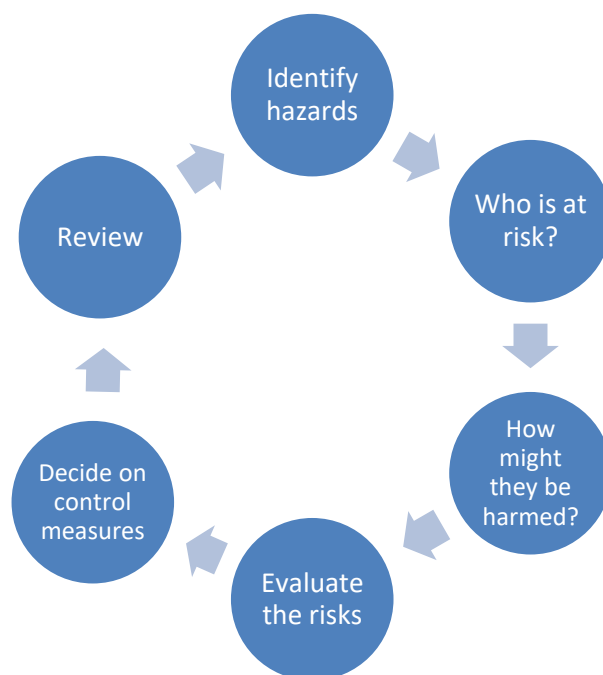 Identify
hazards
Who is at
risk?
How
might
they be
harmed?
Evaluate
the risks
Decide on
control
measures
Review